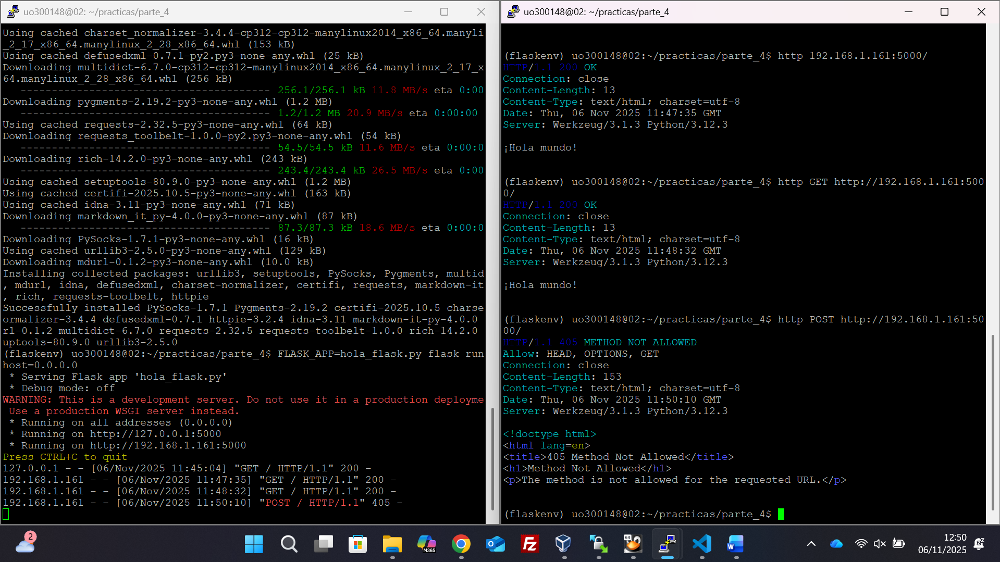 uo300148@02: ~/practicas/parte_4
Using cached charset_normalizer-3.4.4-cp312-cp312-manylinux2014_x86_64.manyli
_2_17_x86_64.manylinux_2_28_x86_64.whl (153 kB)
Using cached defusedxml-0.7.1-py2.py3-none-any.whl (25 kB)
Downloading multidict-6.7.0-cp312-cp312-manylinux2014_x86_64.manylinux_2_17_x
64.manylinux_2_28_x86_64.whl (256 kB)
---------------------------------------- 256.1/256.1 kB 11.8 MB/s eta 0:00
Downloading pygments-2.19.2-py3-none-any.whl (1.2 MB)
---------------------------------------- 1.2/1.2 MB 20.9 MB/s eta 0:00:00
Using cached requests-2.32.5-py3-none-any.whl (64 kB)
Downloading requests_toolbelt-1.0.0-py2.py3-none-any.whl (54 kB)
---------------------------------------- 54.5/54.5 kB 11.6 MB/s eta 0:00:0
Downloading rich-14.2.0-py3-none-any.whl (243 kB)
---------------------------------------- 243.4/243.4 kB 26.5 MB/s eta 0:00
Using cached setuptools-80.9.0-py3-none-any.whl (1.2 MB)
Using cached certifi-2025.10.5-py3-none-any.whl (163 kB)
Using cached idna-3.11-py3-none-any.whl (71 kB)
Downloading markdown_it_py-4.0.0-py3-none-any.whl (87 kB)
---------------------------------------- 87.3/87.3 kB 18.6 MB/s eta 0:00:0
Downloading PySocks-1.7.1-py3-none-any.whl (16 kB)
Using cached urllib3-2.5.0-py3-none-any.whl (129 kB)
Downloading mdurl-0.1.2-py3-none-any.whl (10.0 kB)
Installing collected packages: urllib3, setuptools, PySocks, Pygments, multid
, mdurl, idna, defusedxml, charset-normalizer, certifi, requests, markdown-it
, rich, requests-toolbelt, httpie
Successfully installed PySocks-1.7.1 Pygments-2.19.2 certifi-2025.10.5 charse
ormalizer-3.4.4 defusedxml-0.7.1 httpie-3.2.4 idna-3.11 markdown-it-py-4.0.0
rl-0.1.2 multidict-6.7.0 requests-2.32.5 requests-toolbelt-1.0.0 rich-14.2.0
uptools-80.9.0 urllib3-2.5.0
(flaskenv) uo300148@02:~/practicas/parte_4$ FLASK_APP=hola_flask.py flask run
host=0.0.0.0
* Serving Flask app 'hola_flask.py'
* Debug mode: off
WARNING: This is a development server. Do not use it in a production deployme
Use a production WSGI server instead.
* Running on all addresses (0.0.0.0)
* Running on http://127.0.0.1:5000
* Running on http://192.168.1.161:5000
Press CTRL+C to quit
127.0.0.1 - - [06/Nov/2025 11:45:04] "GET / HTTP/1.1" 200 -
192.168.1.161 - - [06/Nov/2025 11:47:35] "GET / HTTP/1.1" 200 -
192.168.1.161 - - [06/Nov/2025 11:48:32] "GET / HTTP/1.1" 200 -
192.168.1.161 - - [06/Nov/2025 11:50:10] "POST / HTTP/1.1" 405 -
uo300148@02: ~/practicas/parte_4
(flaskenv) uo300148@02:~/practicas/parte_4$ http 192.168.1.161:5000/
HTTP/1.1 200 OK
Connection: close
Content-Length: 13
Content-Type: text/html; charset=utf-8
Date: Thu, 06 Nov 2025 11:47:35 GMT
Server: Werkzeug/3.1.3 Python/3.12.3
¡Hola mundo!
(flaskenv) uo300148@02:~/practicas/parte_4$ http GET http://192.168.1.161:500
0/
HTTP/1.1 200 OK
Connection: close
Content-Length: 13
Content-Type: text/html; charset=utf-8
Date: Thu, 06 Nov 2025 11:48:32 GMT
Server: Werkzeug/3.1.3 Python/3.12.3
¡Hola mundo!
(flaskenv) uo300148@02:~/practicas/parte_4$ http POST http://192.168.1.161:50
00/
HTTP/1.1 405 METHOD NOT ALLOWED
Allow: HEAD, OPTIONS, GET
Connection: close
Content-Length: 153
Content-Type: text/html; charset=utf-8
Date: Thu, 06 Nov 2025 11:50:10 GMT
Server: Werkzeug/3.1.3 Python/3.12.3
<!doctype html>
<html lang=en>
<title>405 Method Not Allowed</title>
<h1>Method Not Allowed</h1>
<p>The method is not allowed for the requested URL.</p>
(flaskenv) uo300148@02:~/practicas/parte_4$
2
M365
64
12:50
06/11/2025